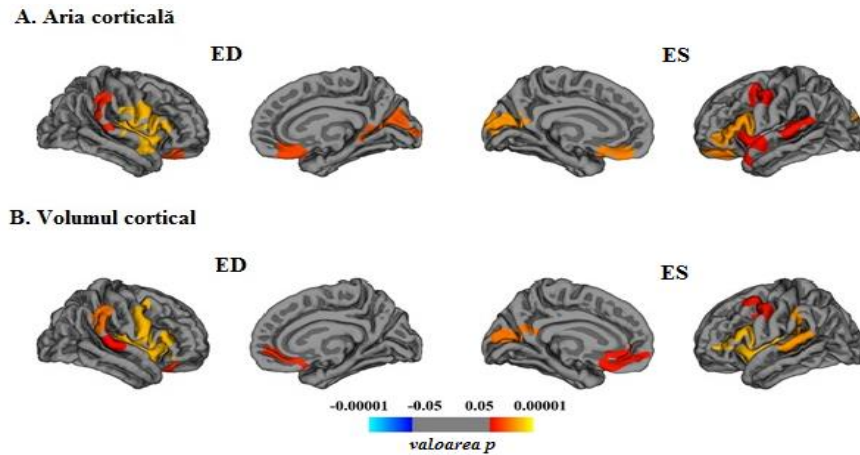 A. Aria corticală
ED ES
B. Volumul cortical
ED ES
-0.00001 -0.05 0.05 0.00001
valoarea p